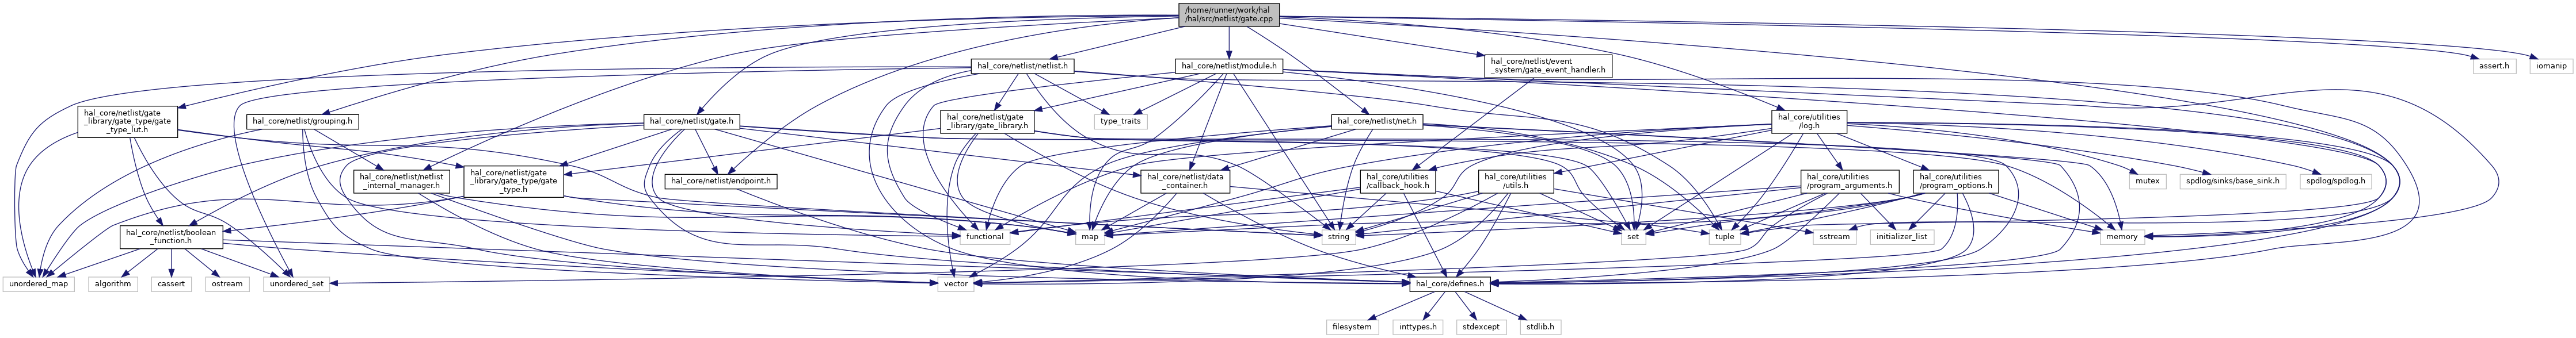 /home/runner/work/hal
/hal/src/netlist/gate.cpp
hal_core/netlist/netlist.h
hal_core/netlist/module.h
hal_core/netlist/event
_system/gate_event_handler.h
assert.h
iomanip
hal_core/netlist/gate
_library/gate_type/gate
_type_lut.h
hal_core/netlist/grouping.h
hal_core/netlist/gate.h
hal_core/netlist/gate
_library/gate_library.h
type_traits
hal_core/netlist/net.h
hal_core/utilities
/log.h
hal_core/netlist/netlist
_internal_manager.h
hal_core/netlist/gate
_library/gate_type/gate
_type.h
hal_core/netlist/endpoint.h
hal_core/netlist/data
_container.h
hal_core/utilities
/callback_hook.h
hal_core/utilities
/utils.h
hal_core/utilities
/program_arguments.h
hal_core/utilities
/program_options.h
mutex
spdlog/sinks/base_sink.h
spdlog/spdlog.h
hal_core/netlist/boolean
_function.h
functional
map
string
set
tuple
sstream
initializer_list
memory
unordered_map
algorithm
cassert
ostream
unordered_set
vector
hal_core/defines.h
filesystem
inttypes.h
stdexcept
stdlib.h